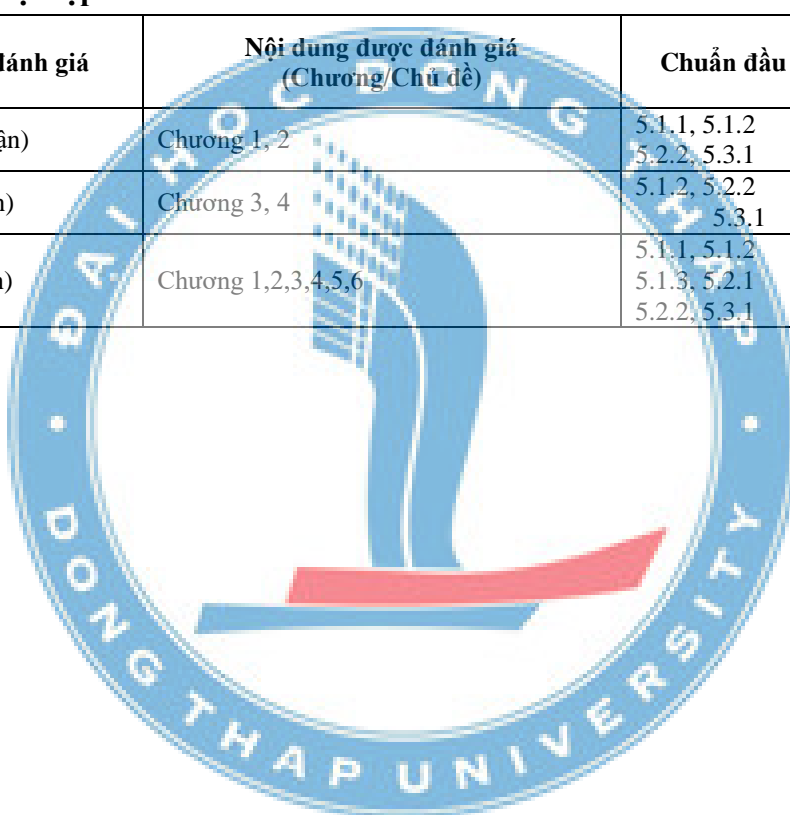 đánh giá
Nội dung được đánh giá
(Chương/Chủ đề)
Chuẩn đầu
Chương 1, 2
5.1.1, 5.1.2
5.2.2, 5.3.1
Chương 3, 4
5.1.2, 5.2.2
5.3.1
Chương 1,2,3,4,5,6
5.1.1, 5.1.2
5.1.3, 5.2.1
5.2.2, 5.3.1
ĐẠI HỌC ĐỒNG THÁP
DONG THAP UNIVERSITY